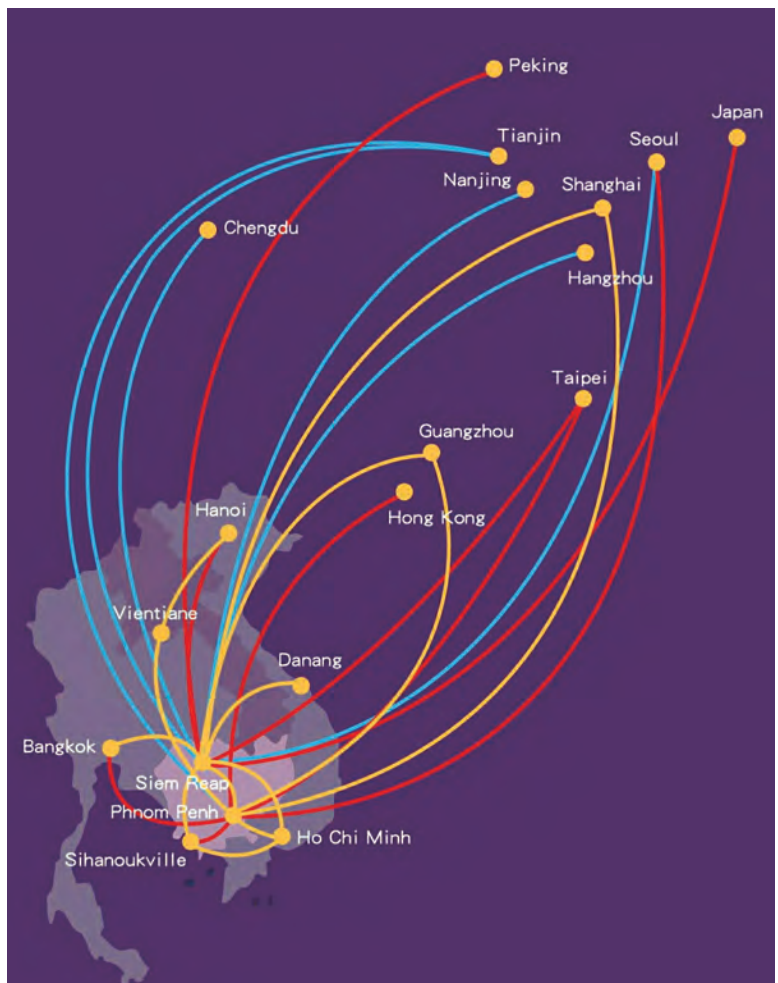 Peking
Japan
Tianjin
Seoul
Nanjing
Shanghai
Chengdu
Hangzhou
Taipei
Guangzhou
Hong Kong
Hanoi
Vientiane
Danang
Bangkok
Siem Reap
Phnom Penh
Ho Chi Minh
Sihanoukville